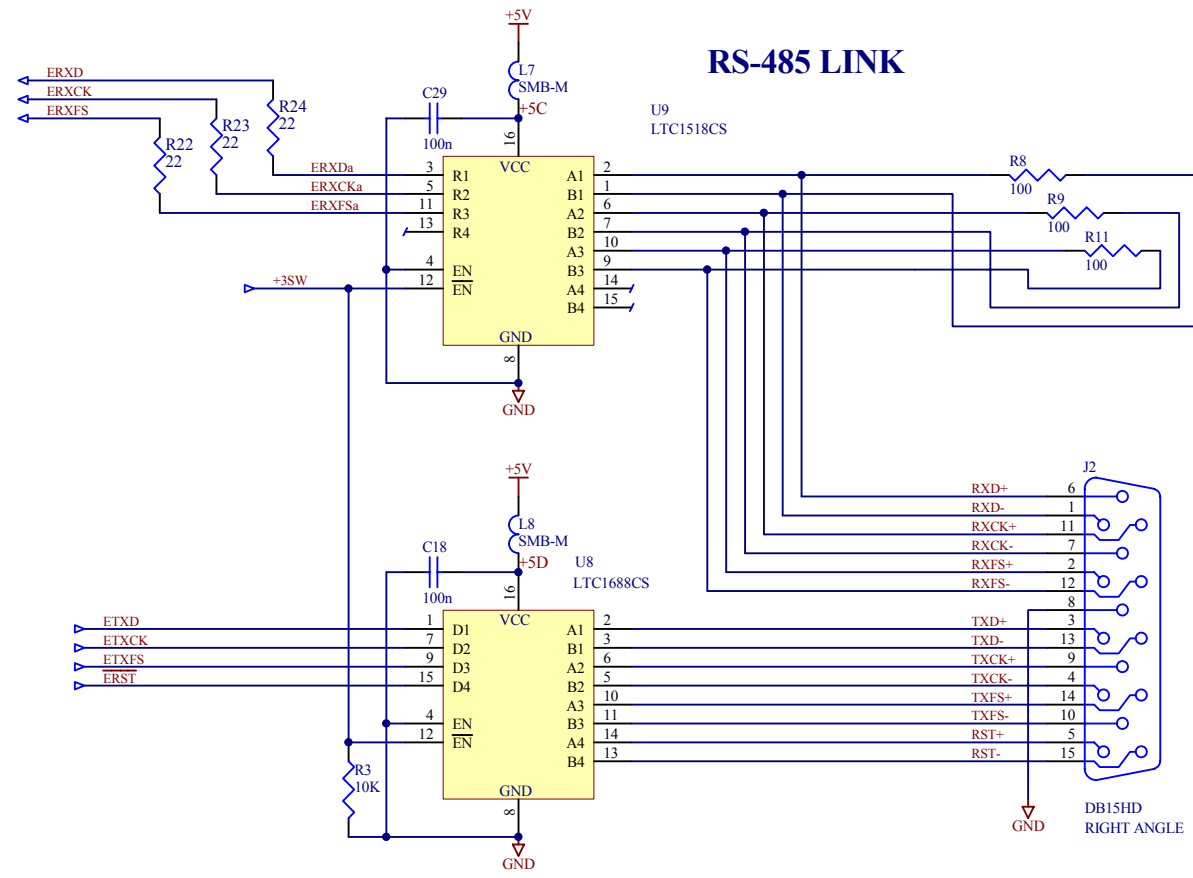 +5V
RS-485 LINK
ERXD
ERXCK
ERXFS
L7
SMB-M
+5C
C29
100n
U9
LTC1518CS
R24
22
R23
22
R22
22
16
VCC
ERXDa 3 R1
ERXCKa 5 R2
ERXFSa 11 R3
13 R4
4 EN
12 EN
+3SW
A1 2
B1 1
A2 6
B2 7
A3 10
B3 9
A4 14
B4 15
GND
8
GND
R8
100
R9
100
R11
100
+5V
L8
SMB-M
+5D
C18
100n
U8
LTC1688CS
16
VCC
ETXD 1 D1
ETXCK 7 D2
ETXFS 9 D3
ERST 15 D4
4 EN
12 EN
A1 2
B1 3
A2 6
B2 5
A3 10
B3 11
A4 14
B4 13
R3
10K
GND
8
GND
J2
RXD+ 6
RXD- 1
RXCK+ 11
RXCK- 7
RXFS+ 2
RXFS- 12
8
TXD+ 3
TXD- 13
TXCK+ 9
TXCK- 4
TXFS+ 14
TXFS- 10
RST+ 5
RST- 15
GND
DB15HD
RIGHT ANGLE